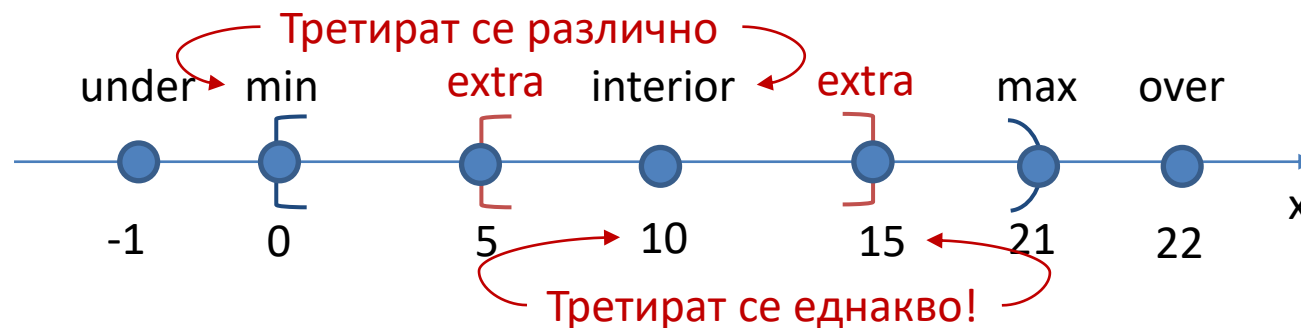 Третират се различно
under min extra interior extra max over
x
-1 0 5 10 15 21 22
Третират се еднакво!